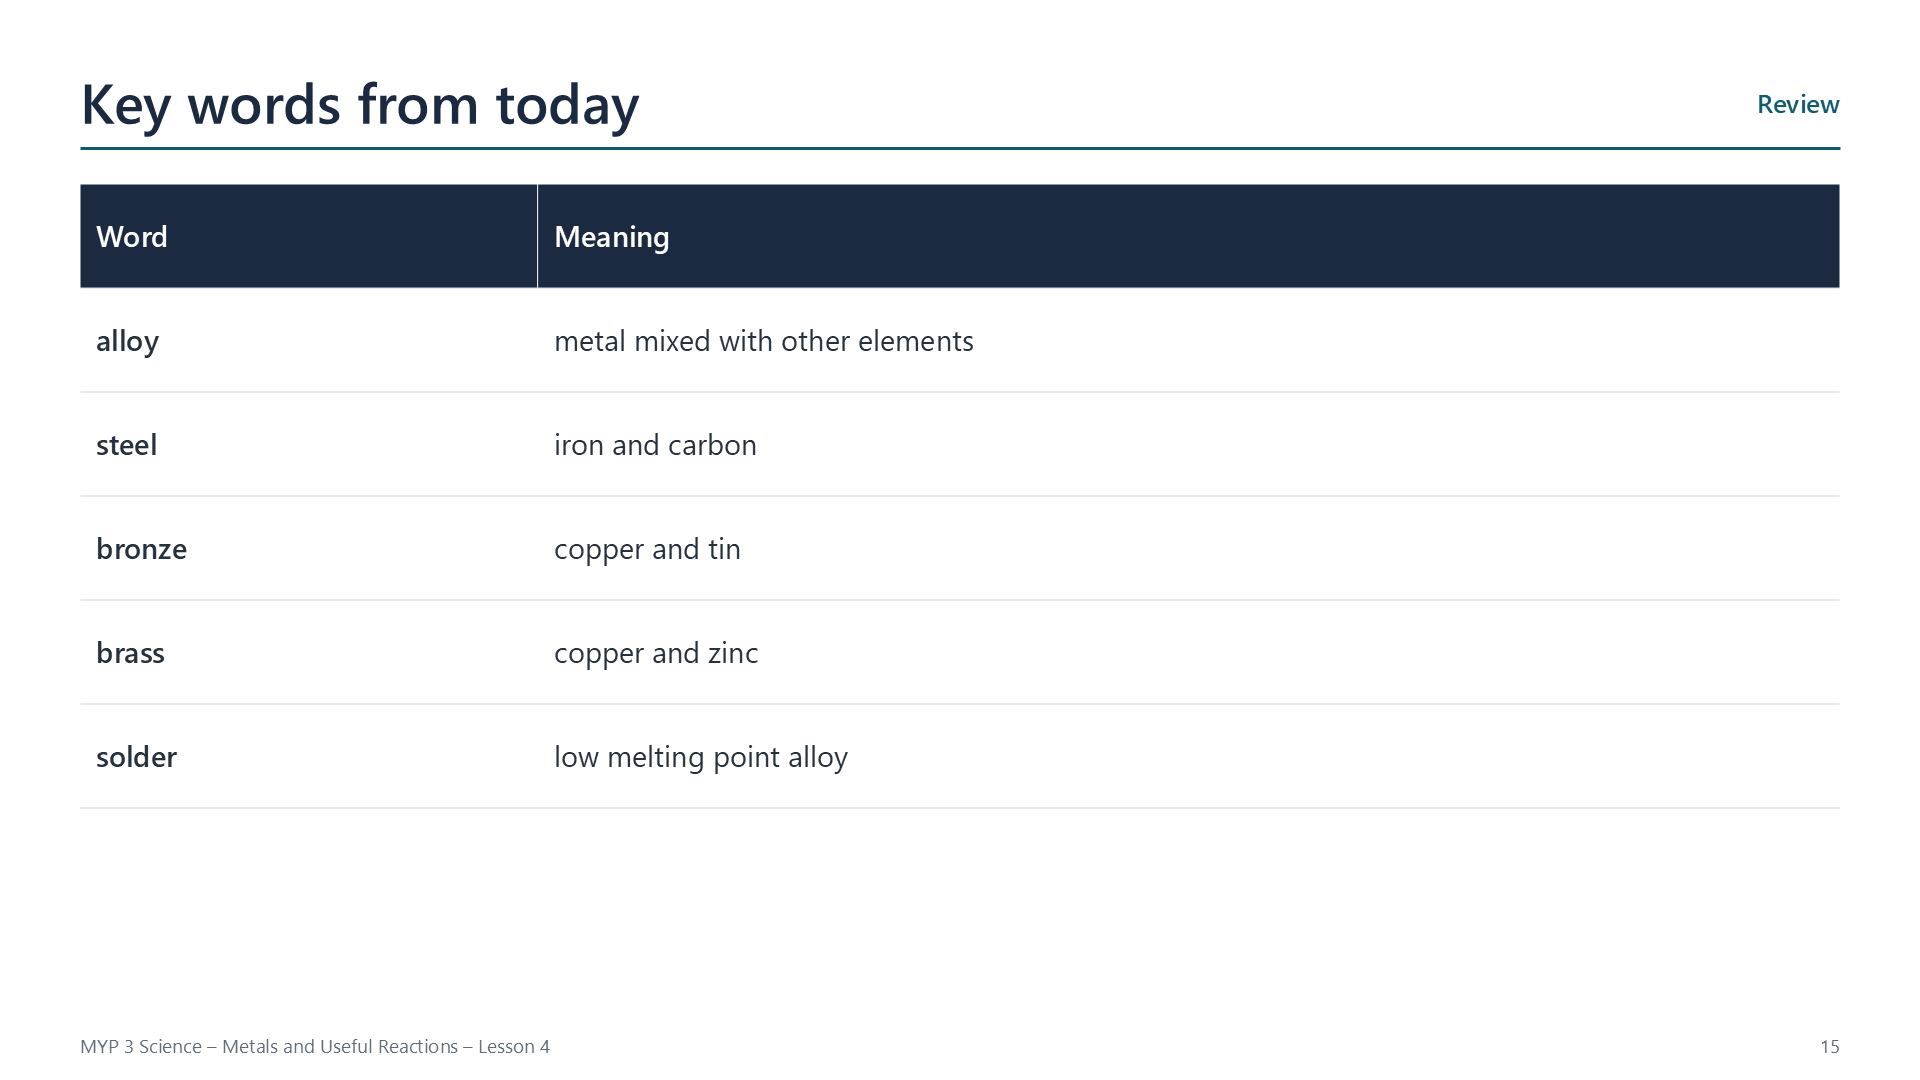 Key words from today
Review
Word Meaning
alloy metal mixed with other elements
steel iron and carbon
bronze copper and tin
brass copper and zinc
solder low melting point alloy
MYP 3 Science – Metals and Useful Reactions – Lesson 4
15